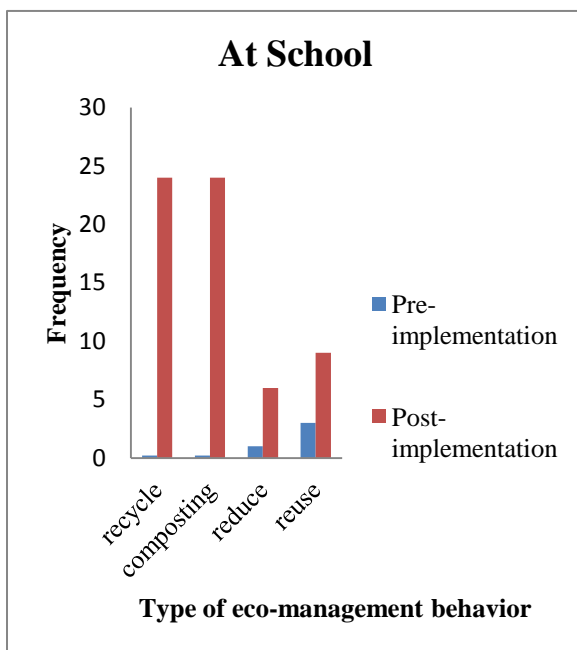 At School
30
25
20
15
10
5
0
Frequency
recycle
composting
reduce
reuse
Type of eco-management behavior
Pre-
implementation
Post-
implementation